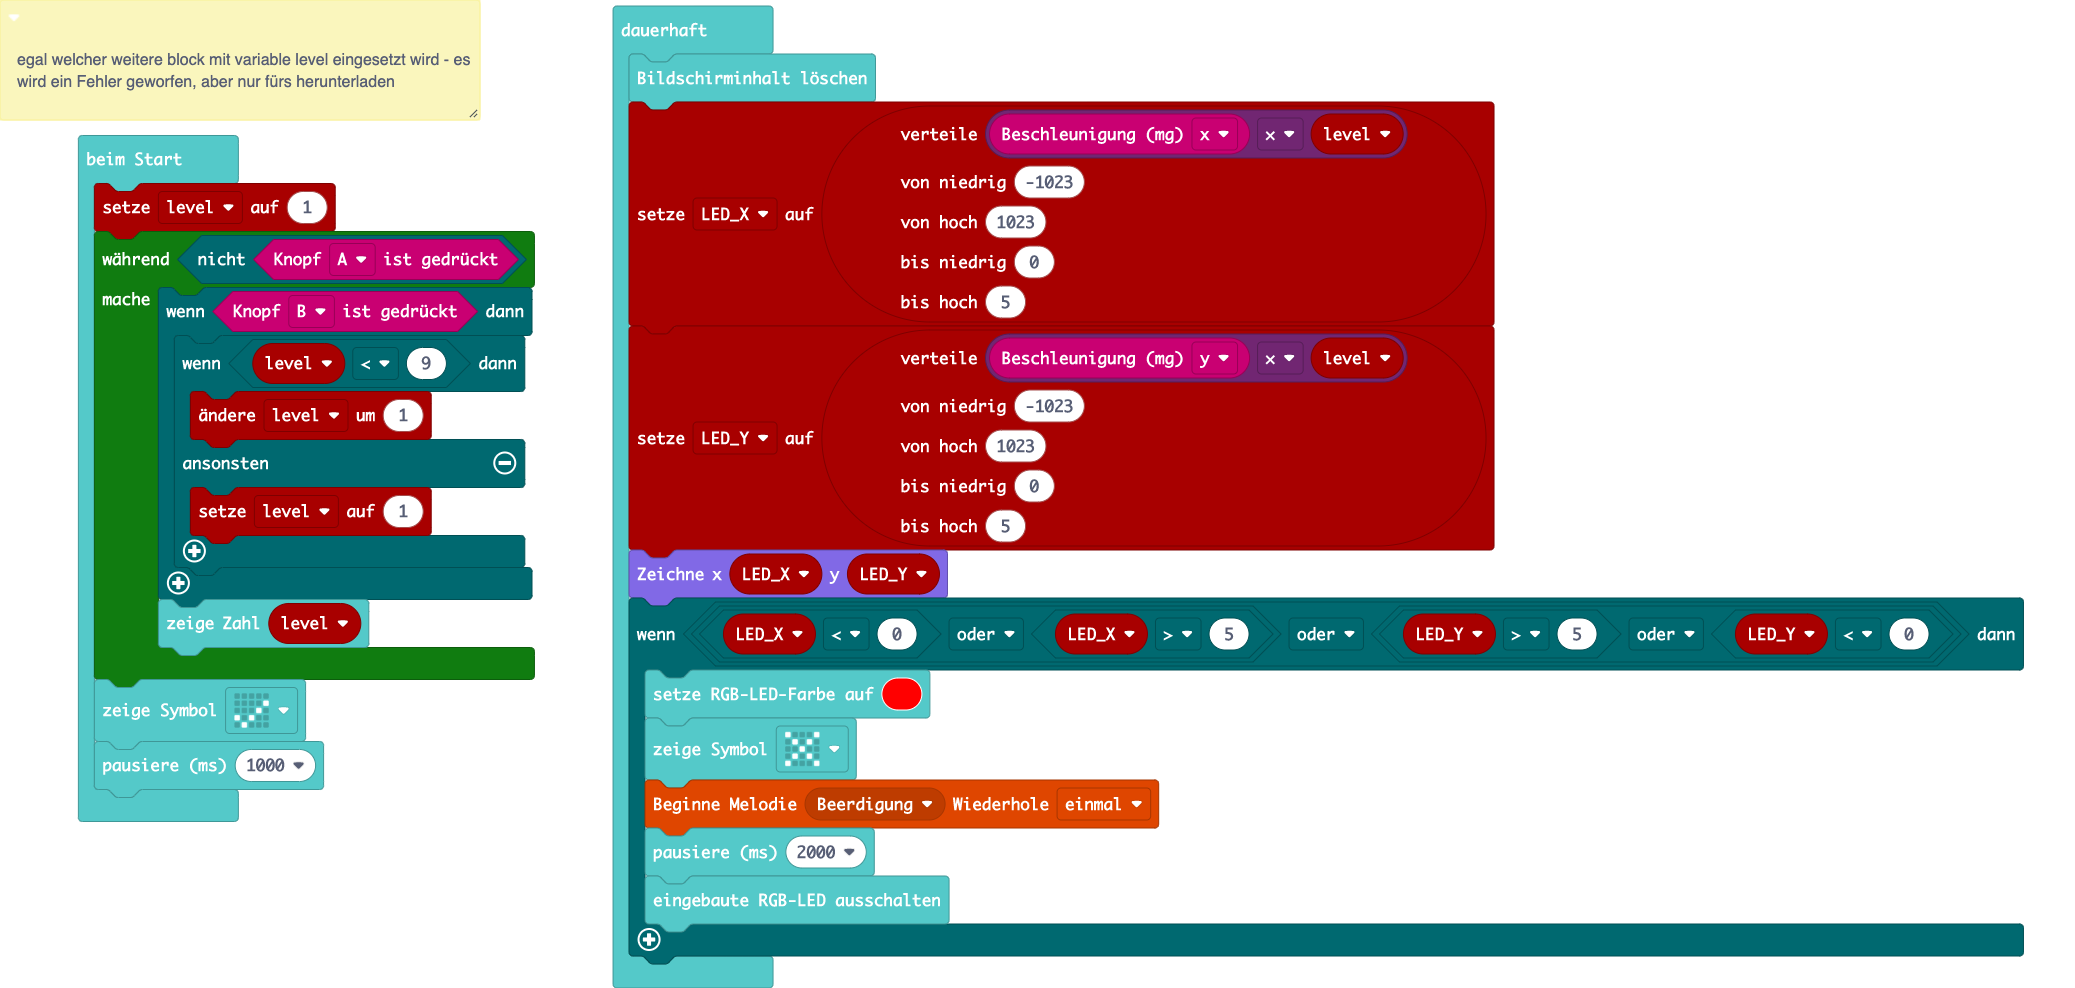 egal welcher weitere block mit variable level eingesetzt wird - es
wird ein Fehler geworfen, aber nur fürs herunterladen
beim Start
setze level auf 1
während nicht Knopf A ist gedrückt
mache wenn Knopf B ist gedrückt dann
wenn level < 9 dann
ändere level um 1
ansonsten
setze level auf 1
zeige Zahl level
zeige Symbol
pausiere (ms) 1000
dauerhaft
Bildschirminhalt löschen
verteile Beschleunigung (mg) x × level
von niedrig -1023
setze LED_X auf
von hoch 1023
bis niedrig 0
bis hoch 5
verteile Beschleunigung (mg) y × level
von niedrig -1023
setze LED_Y auf
von hoch 1023
bis niedrig 0
bis hoch 5
Zeichne x LED_X y LED_Y
wenn LED_X < 0 oder LED_X > 5 oder LED_Y > 5 oder LED_Y < 0 dann
setze RGB-LED-Farbe auf
zeige Symbol
Beginne Melodie Beerdigung Wiederhole einmal
pausiere (ms) 2000
eingebaute RGB-LED ausschalten